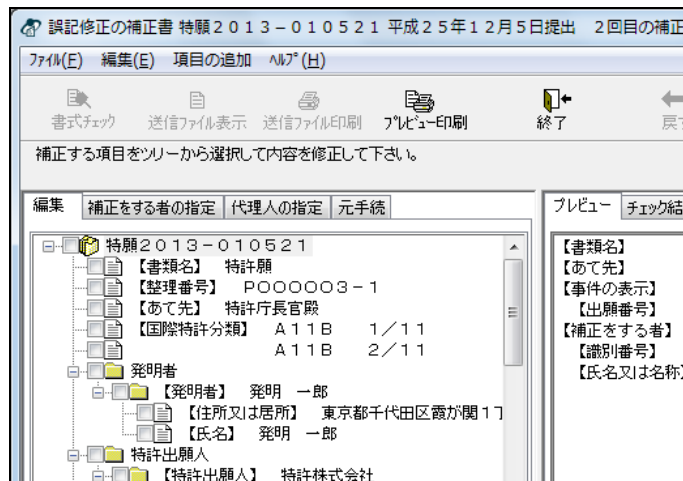 誤記修正の補正書 特願２０１３－０１０５２１ 平成２５年１２月５日提出　２回目の補正
ﾌｧｲﾙ(F)　編集(E)　項目の追加　ﾍﾙﾌﾟ(H)
書式ﾁｪｯｸ　送信ﾌｧｲﾙ表示　送信ﾌｧｲﾙ印刷　ﾌﾟﾚﾋﾞｭｰ印刷　終了　戻
補正する項目をﾂﾘｰから選択して内容を修正して下さい。
編集　補正をする者の指定　代理人の指定　元手続
特願２０１３－０１０５２１
【書類名】　特許願
【整理番号】　Ｐ０００００３－１
【あて先】　特許庁長官殿
【国際特許分類】　Ａ１１Ｂ　１／１１
Ａ１１Ｂ　２／１１
発明者
【発明者】　発明　一郎
【住所又は居所】　東京都千代田区霞が関１丁
【氏名】　発明　一郎
特許出願人
【特許出願人】　特許株式会社
プレビュー　ﾁｪｯｸ結
【書類名】
【あて先】
【事件の表示】
【出願番号】
【補正をする者】
【識別番号】
【氏名又は名称】